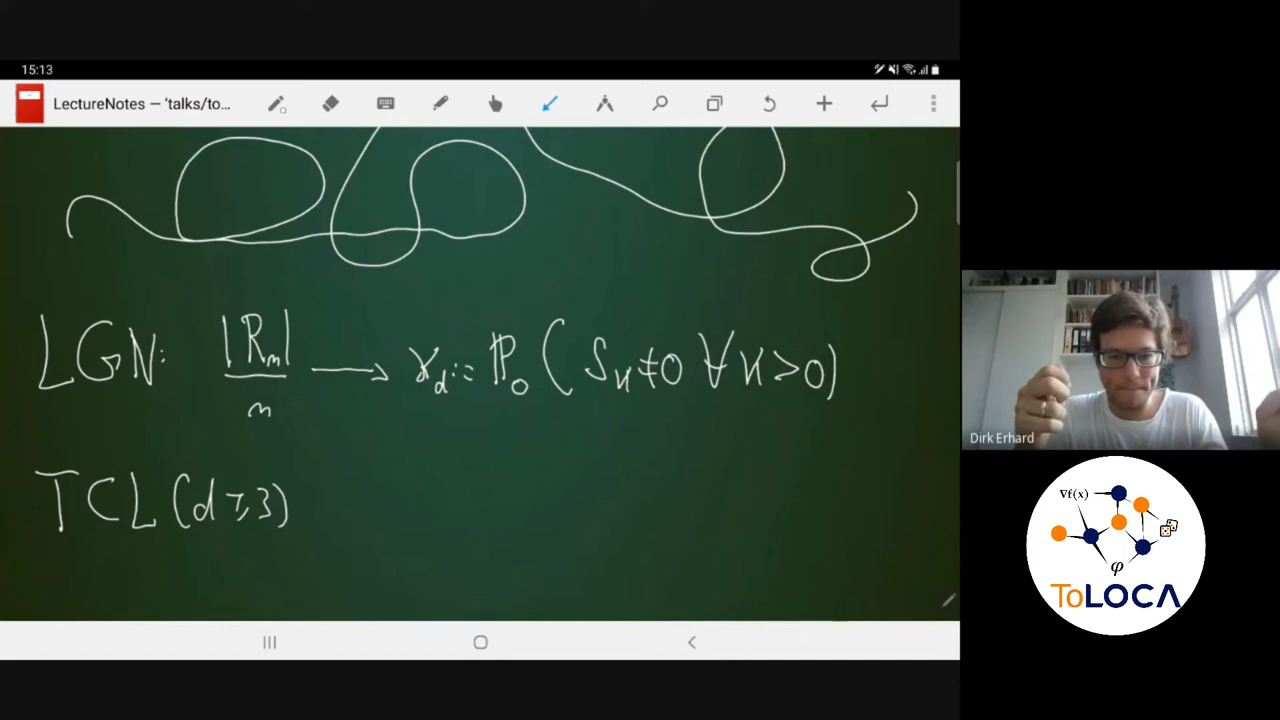 15:13
LectureNotes — ‘talks/to...
LGN: |R_n|/n ⟶ γ_d := ℙ_0 ( S_k ≠ 0 ∀ k > 0 )
TCL (d ≥ 3)
Dirk Erhard
∇f(x)
φ
ToLOCA